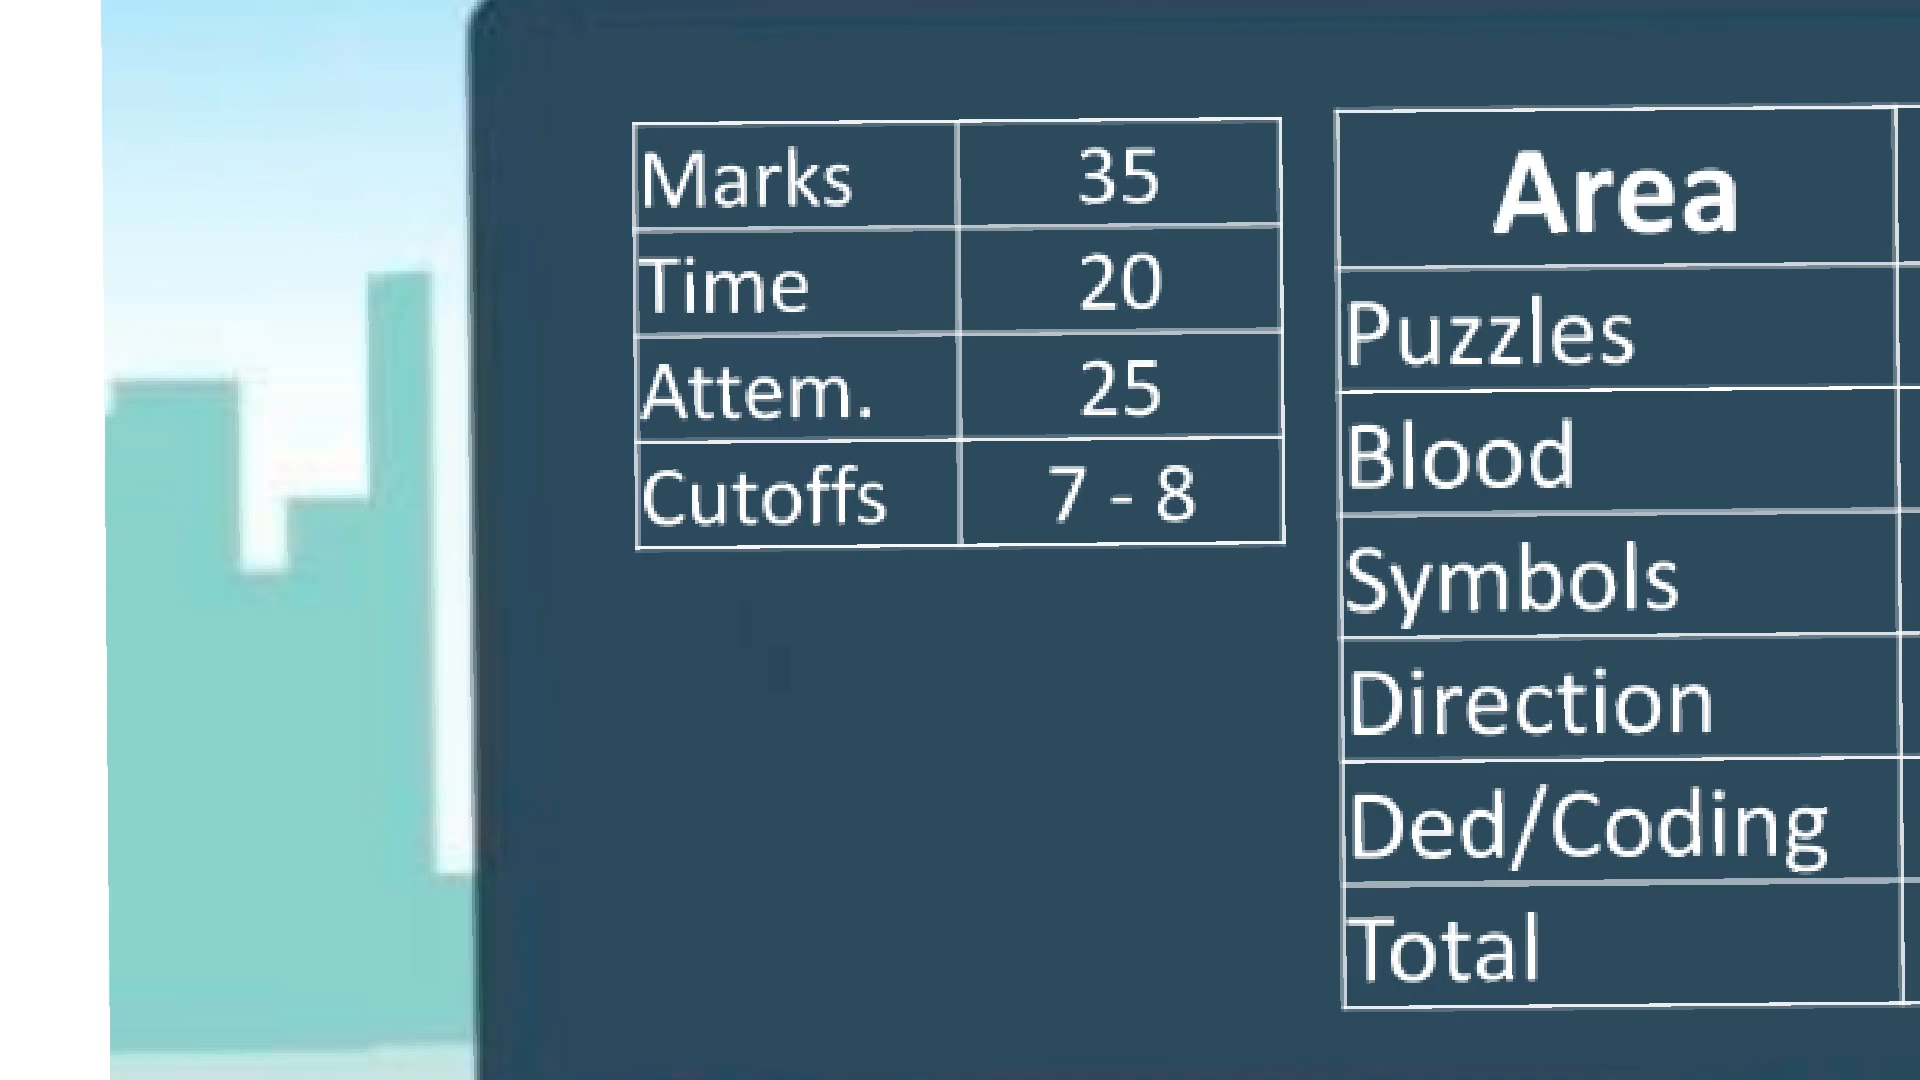 Marks 35
Time 20
Attem. 25
Cutoffs 7 - 8
Area
Puzzles
Blood
Symbols
Direction
Ded/Coding
Total